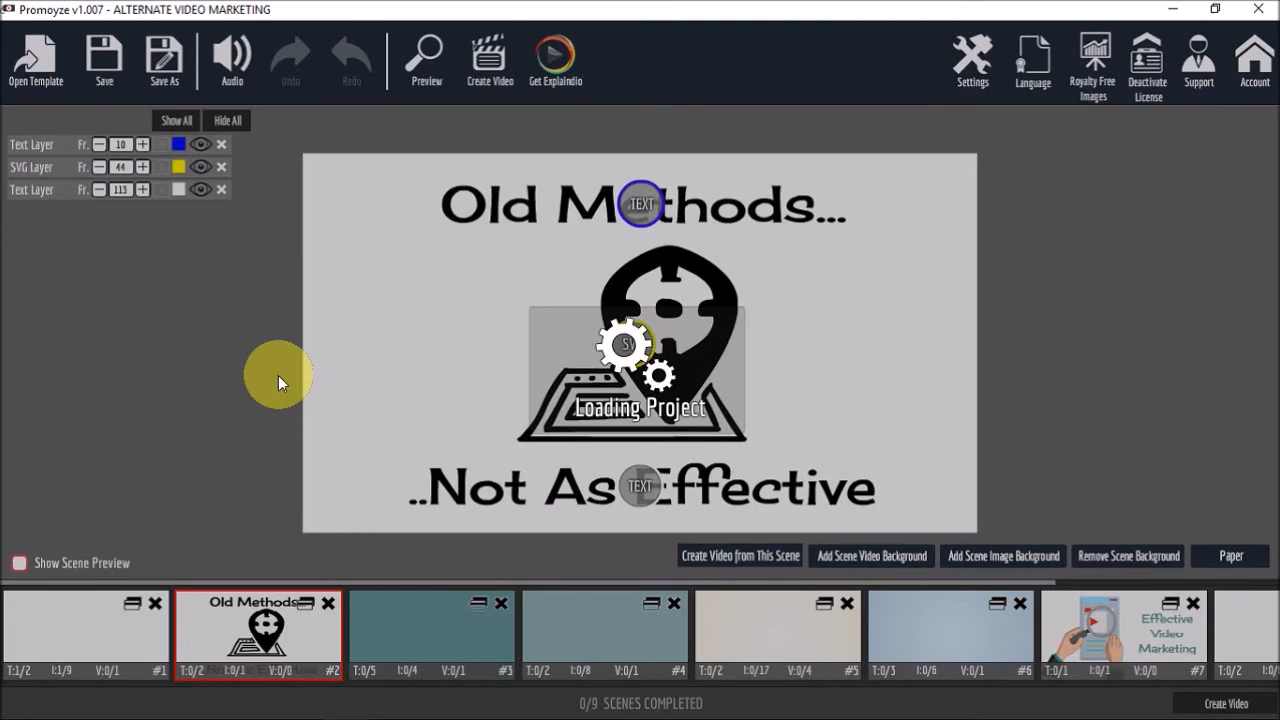 Promoyze v1.007 - ALTERNATE VIDEO MARKETING
Open Template
Save
Save As
Audio
Undo
Redo
Preview
Create Video
Get Explaindio
Settings
Language
Royalty Free
Images
Deactivate
License
Support
Account
Show All
Hide All
Text Layer Fr. 10
SVG Layer Fr. 44
Text Layer Fr. 113
Old Methods...
TEXT
Loading Project
..Not As Effective
TEXT
Show Scene Preview
Create Video from This Scene
Add Scene Video Background
Add Scene Image Background
Remove Scene Background
Paper
Old Methods..
Effective
Video
Marketing
T:1/2 I:1/9 V:0/1 #1
T:0/2 I:0/1 V:0/0 #2
T:0/5 I:0/4 V:0/1 #3
T:0/2 I:0/8 V:0/1 #4
T:0/2 I:0/17 V:0/4 #5
T:0/3 I:0/6 V:0/1 #6
T:0/1 I:0/1 V:0/0 #7
T:0/2
0/9 SCENES COMPLETED
Create Video